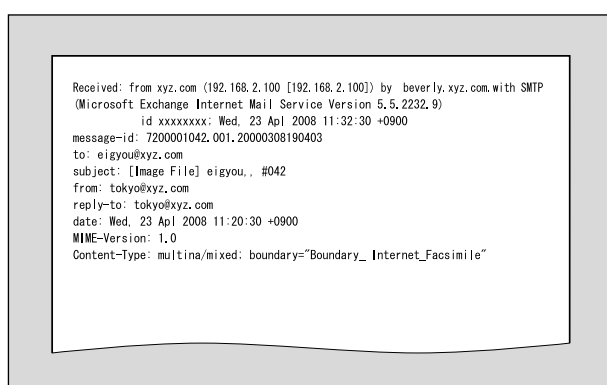 Received: from xyz.com (192.168.2.100 [192.168.2.100]) by beverly.xyz.com.with SMTP
(Microsoft Exchange Internet Mail Service Version 5.5.2232.9)
id xxxxxxxx; Wed, 23 Apl 2008 11:32:30 +0900
message-id: 7200001042.001.20000308190403
to: eigyou@xyz.com
subject: [Image File] eigyou,, #042
from: tokyo@xyz.com
reply-to: tokyo@xyz.com
date: Wed, 23 Apl 2008 11:20:30 +0900
MIME-Version: 1.0
Content-Type: multina/mixed; boundary="Boundary_ Internet_Facsimile"